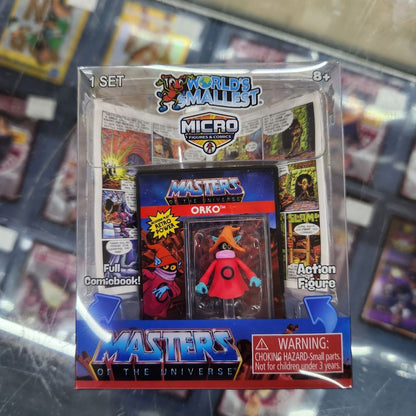 1 SET
WORLD'S
SMALLEST
8+
MICRO
FIGURES & COMICS
MASTERS
OF THE UNIVERSE
ORKO™
Full
Comicbook!
Action
Figure
MASTERS
OF THE UNIVERSE
WARNING:
CHOKING HAZARD-Small parts.
Not for children under 3 years.